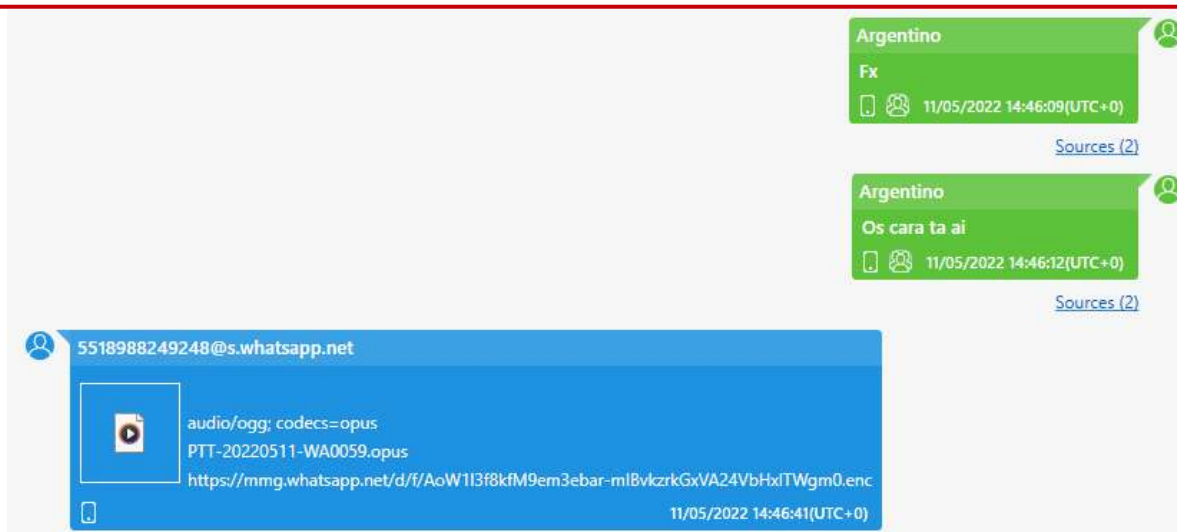 Argentino
Fx
11/05/2022 14:46:09(UTC+0)
Sources (2)
Argentino
Os cara ta ai
11/05/2022 14:46:12(UTC+0)
Sources (2)
5518988249248@s.whatsapp.net
audio/ogg; codecs=opus
PTT-20220511-WA0059.opus
https://mmg.whatsapp.net/d/f/AoW1I3f8kfM9em3ebar-mIBvkzrkGxVA24VbHxITWgm0.enc
11/05/2022 14:46:41(UTC+0)